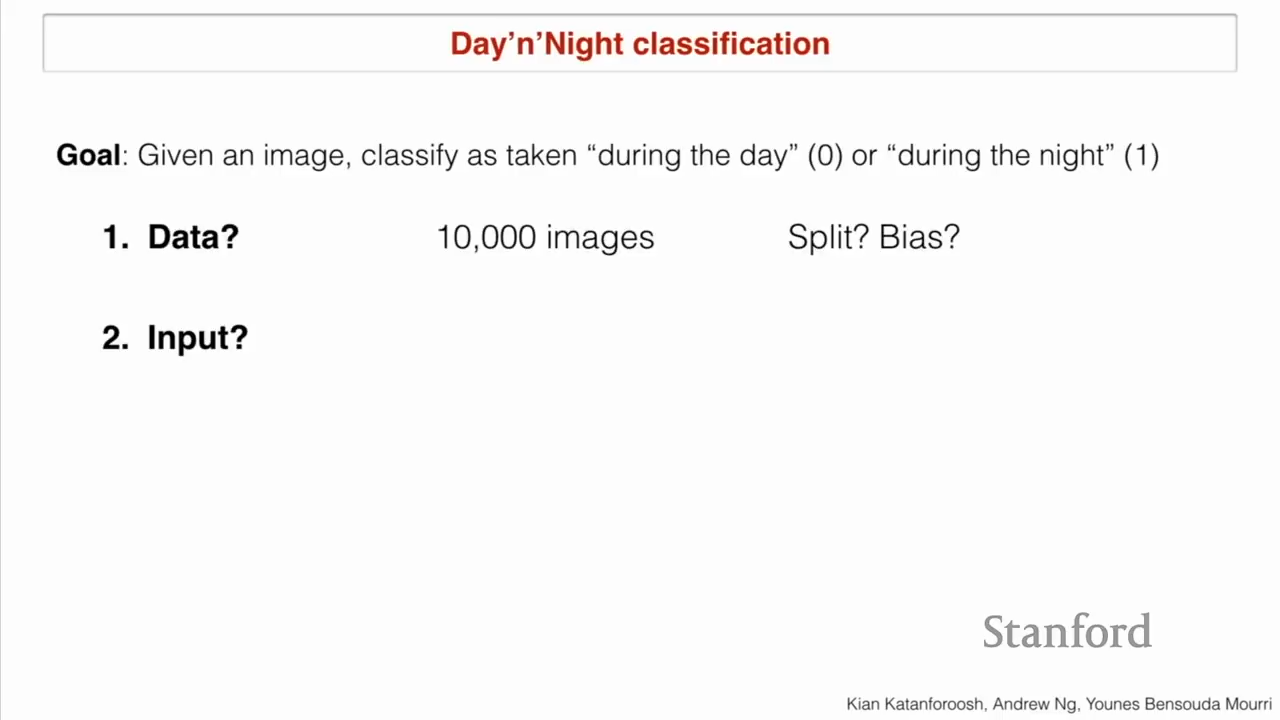 Day’n’Night classification
Goal: Given an image, classify as taken “during the day” (0) or “during the night” (1)
1. Data? 10,000 images Split? Bias?
2. Input?
Stanford
Kian Katanforoosh, Andrew Ng, Younes Bensouda Mourri